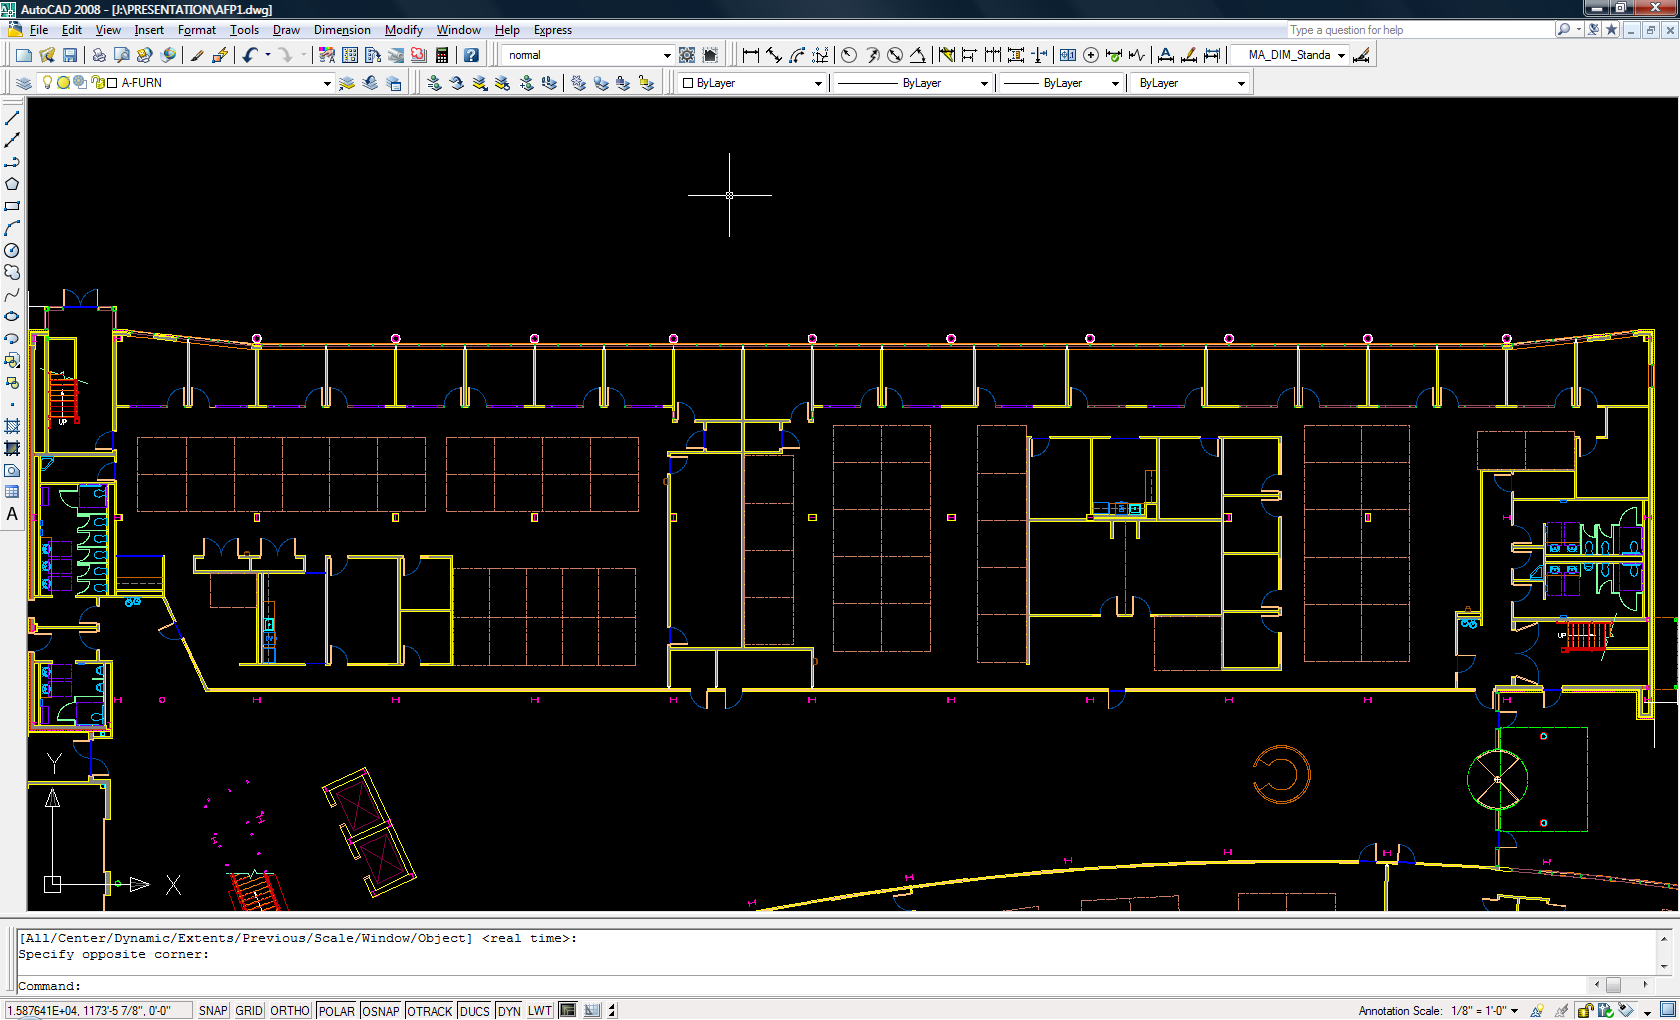 AutoCAD 2008 - [J:\PRESENTATION\AFP1.dwg]
File Edit View Insert Format Tools Draw Dimension Modify Window Help Express
Type a question for help
normal
MA_DIM_Standa
A-FURN
ByLayer
ByLayer
ByLayer
ByLayer
A
UP
UP
Y
X
[All/Center/Dynamic/Extents/Previous/Scale/Window/Object] <real time>:
Specify opposite corner:
Command:
1.587641E+04, 1173'-5 7/8", 0'-0" SNAP GRID ORTHO POLAR OSNAP OTRACK DUCS DYN LWT
Annotation Scale: 1/8" = 1'-0"